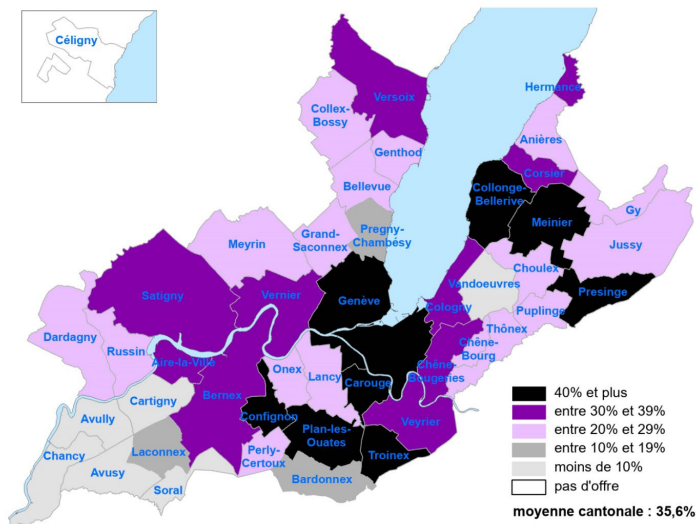 Céligny
Versoix
Hermance
Collex-
Bossy
Anières
Genthod
Corsier
Bellevue
Collonge-
Bellerive
Gy
Meinier
Pregny-
Chambésy
Grand-
Saconnex
Meyrin
Jussy
Choulex
Vandoeuvres
Presinge
Satigny
Vernier
Genève
Cologny
Puplinge
Thônex
Dardagny
Russin
Chêne-
Bourg
Aire-la-Ville
Onex
Lancy
Chêne-
Bougeries
Carouge
Cartigny
Bernex
Avully
Confignon
Veyrier
Plan-les-
Ouates
Laconnex
Perly-
Certoux
Troinex
Chancy
Avusy
Bardonnex
Soral
40% et plus
entre 30% et 39%
entre 20% et 29%
entre 10% et 19%
moins de 10%
pas d'offre
moyenne cantonale : 35,6%